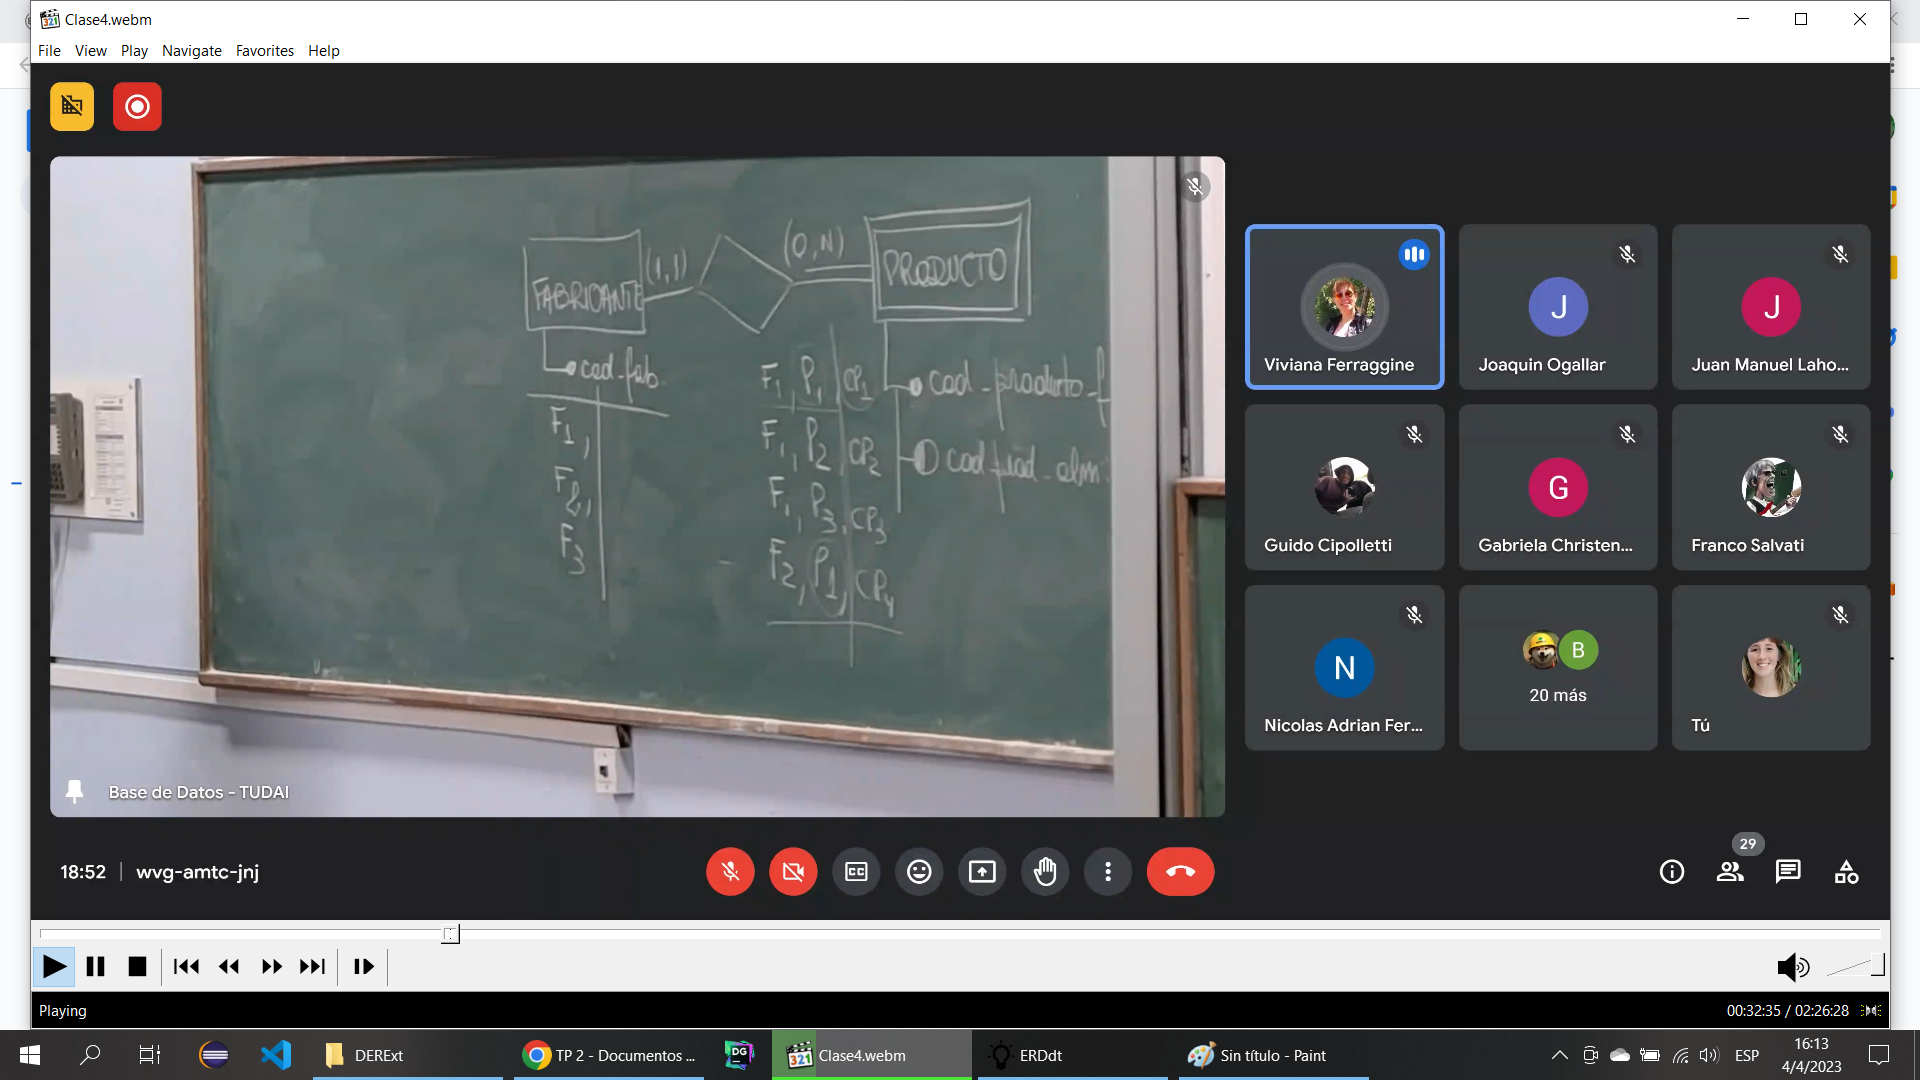 Clase4.webm
File View Play Navigate Favorites Help
FABRICANTE (1,1) (0,N) PRODUCTO
cod_fab.
F1,
F2,
F3
F1, P1 CP1
F1, P2 CP2
F1, P3, CP3
F2, P1, CP4
cod_producto_f
cod_prod_alm.
Base de Datos - TUDAI
Viviana Ferraggine
J
Joaquin Ogallar
J
Juan Manuel Laho...
Guido Cipolletti
G
Gabriela Christen...
Franco Salvati
N
Nicolas Adrian Fer...
B
20 más
Tú
18:52 | wvg-amtc-jnj
29
Playing
00:32:35 / 02:26:28
DERExt
TP 2 - Documentos ...
DG
321
Clase4.webm
ERDdt
Sin título - Paint
ESP
16:13
4/4/2023